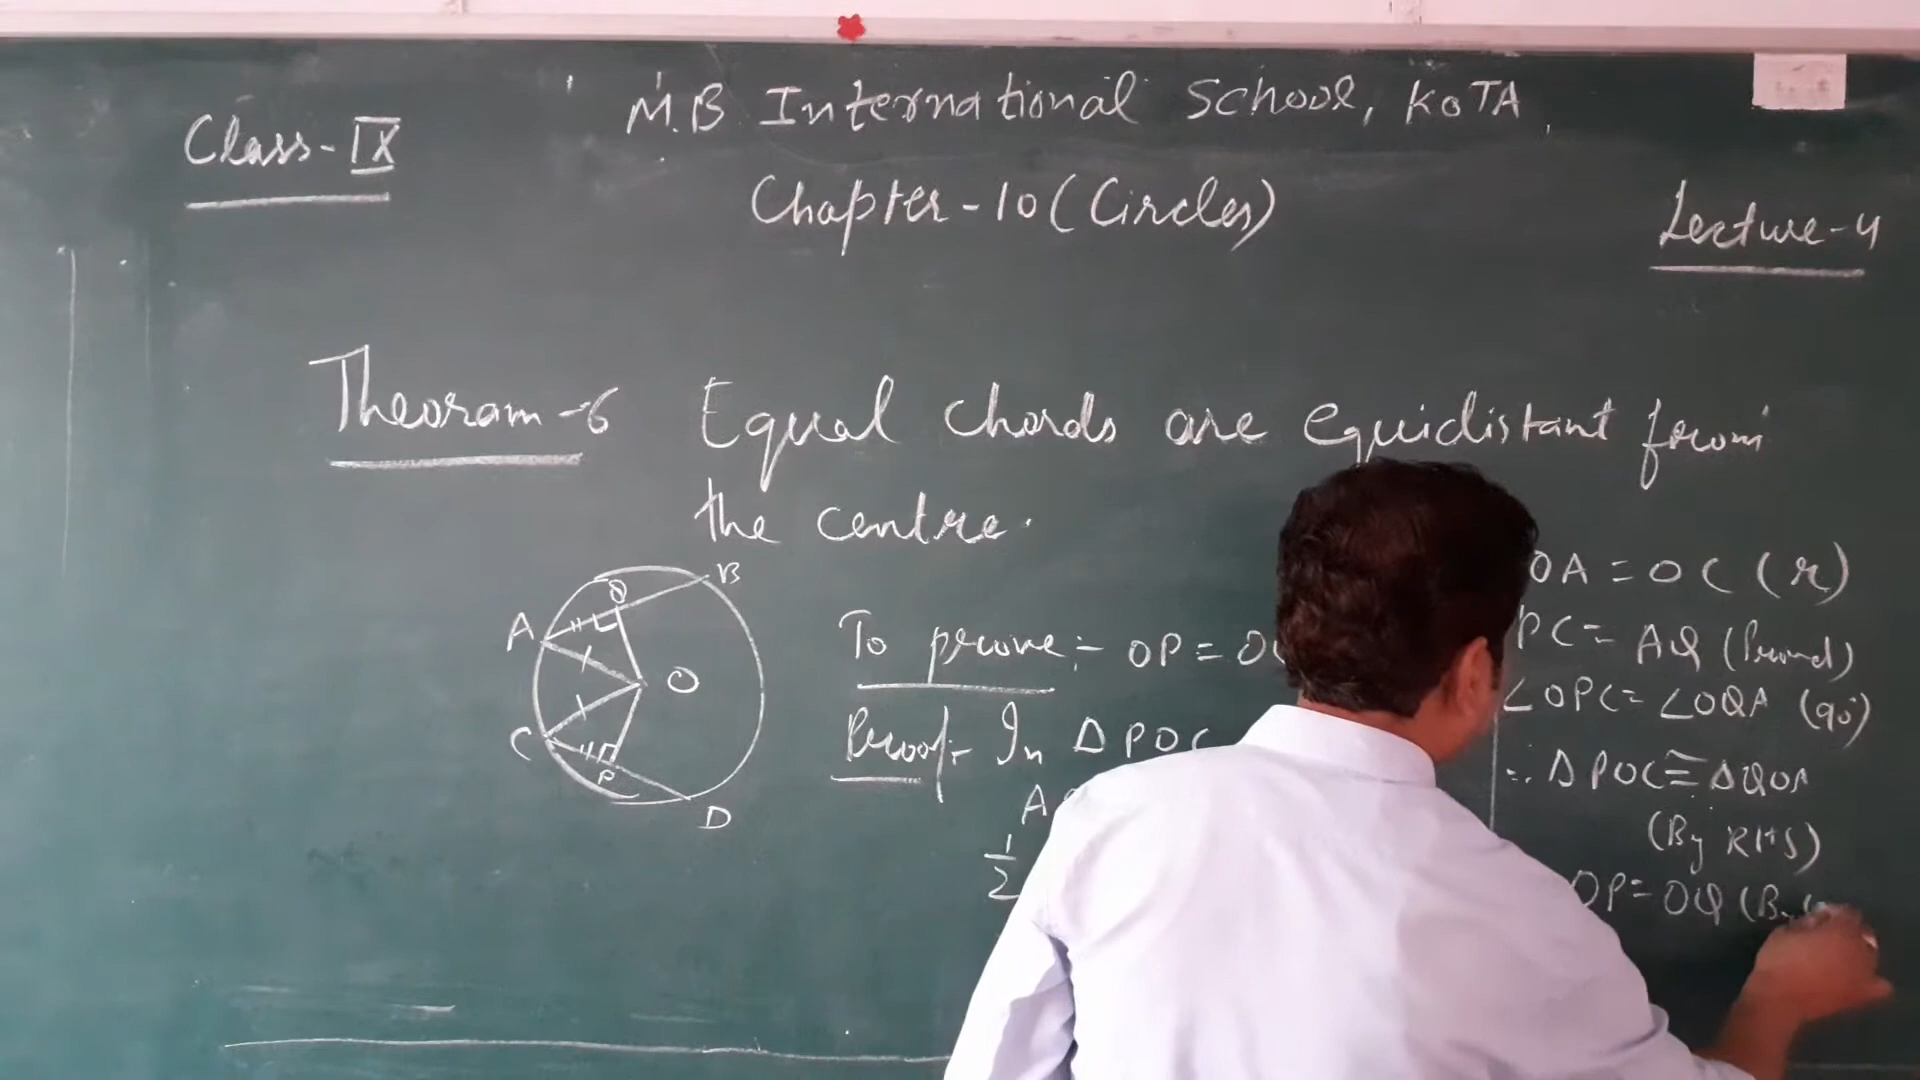 M.B International School, KOTA
Class-IX
Chapter-10 (Circles)
Lecture-4
Theoram-6 Equal chords are equidistant from
the centre.
B
Q
A
O
C
P
D
To prove:- OP = O
Proof:- In Δ POC
A
1/2
OA = OC (r)
PC = AQ (Proved)
∠OPC = ∠OQA (90°)
∴ Δ POC ≅ Δ QOA
(By RHS)
OP = OQ (By